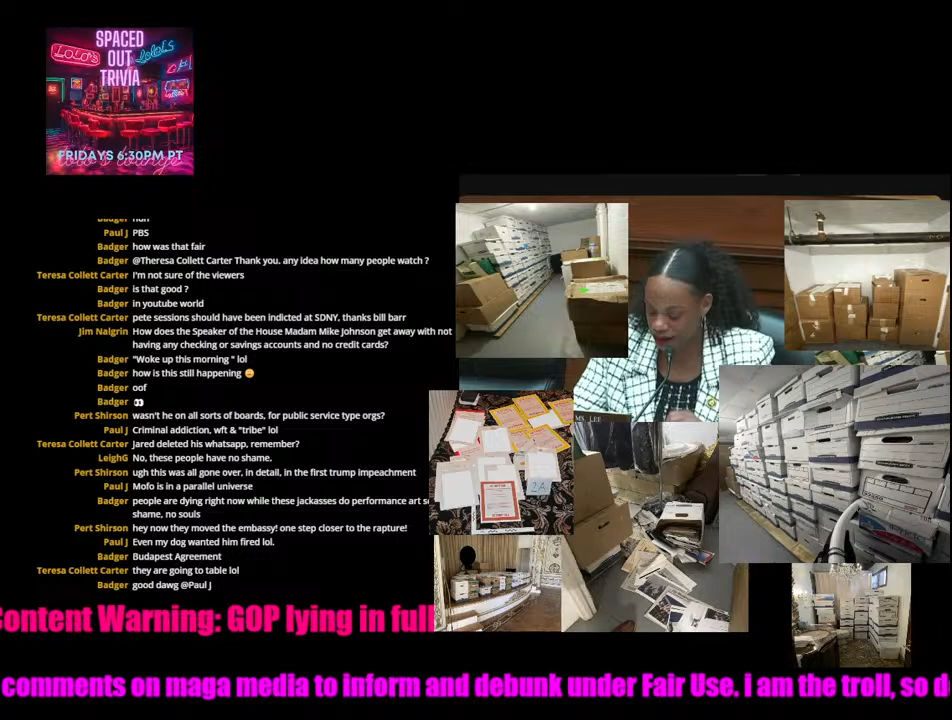 SPACED
OUT
TRIVIA
LOLO'S
FRIDAYS 6:30PM PT
lolo's lounge
Badger huh
Paul J PBS
Badger how was that fair
Badger @Theresa Collett Carter Thank you. any idea how many people watch ?
Teresa Collett Carter I'm not sure of the viewers
Badger is that good ?
Badger in youtube world
Teresa Collett Carter pete sessions should have been indicted at SDNY, thanks bill barr
Jim Nalgrin How does the Speaker of the House Madam Mike Johnson get away with not
having any checking or savings accounts and no credit cards?
Badger "Woke up this morning " lol
Badger how is this still happening 😩
Badger oof
Badger 👀
Pert Shirson wasn't he on all sorts of boards, for public service type orgs?
Paul J Criminal addiction, wft & "tribe" lol
Teresa Collett Carter Jared deleted his whatsapp, remember?
LeighG No, these people have no shame.
Pert Shirson ugh this was all gone over, in detail, in the first trump impeachment
Paul J Mofo is in a parallel universe
Badger people are dying right now while these jackasses do performance art s
shame, no souls
Pert Shirson hey now they moved the embassy! one step closer to the rapture!
Paul J Even my dog wanted him fired lol.
Badger Budapest Agreement
Teresa Collett Carter they are going to table lol
Badger good dawg @Paul J
MS. LEE
2A
Content Warning: GOP lying in full
comments on maga media to inform and debunk under Fair Use. i am the troll, so d